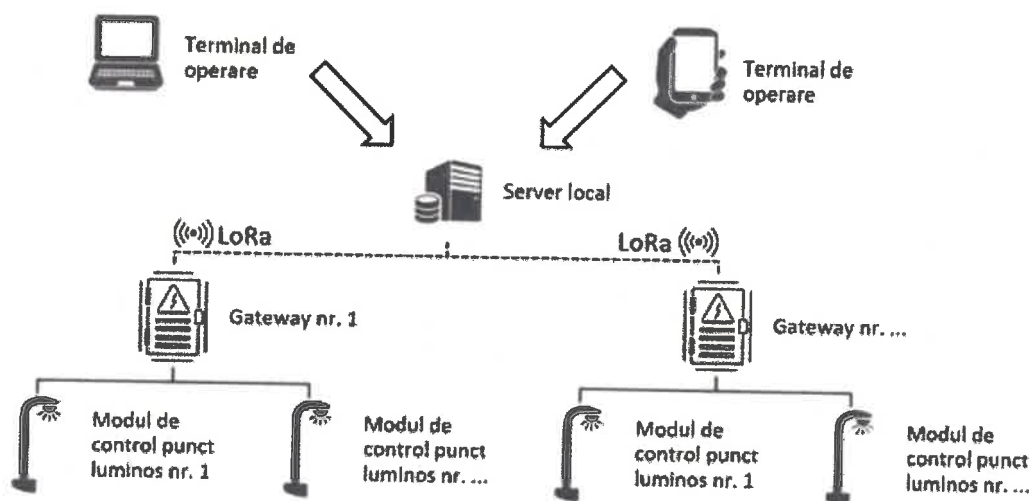 Terminal de
operare
Terminal de
operare
Server local
LoRa
LoRa
Gateway nr. 1
Gateway nr. ...
Modul de
control punct
luminos nr. 1
Modul de
control punct
luminos nr. ...
Modul de
control punct
luminos nr. 1
Modul de
control punct
luminos nr. ...